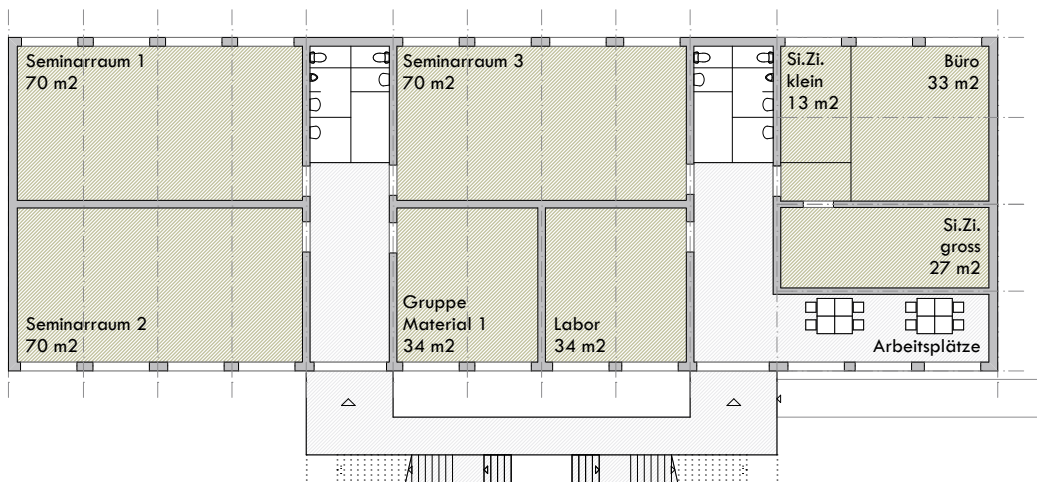 Seminarraum 1
70 m2
Seminarraum 3
70 m2
Si.Zi.
klein
13 m2
Büro
33 m2
Si.Zi.
gross
27 m2
Seminarraum 2
70 m2
Gruppe
Material 1
34 m2
Labor
34 m2
Arbeitsplätze